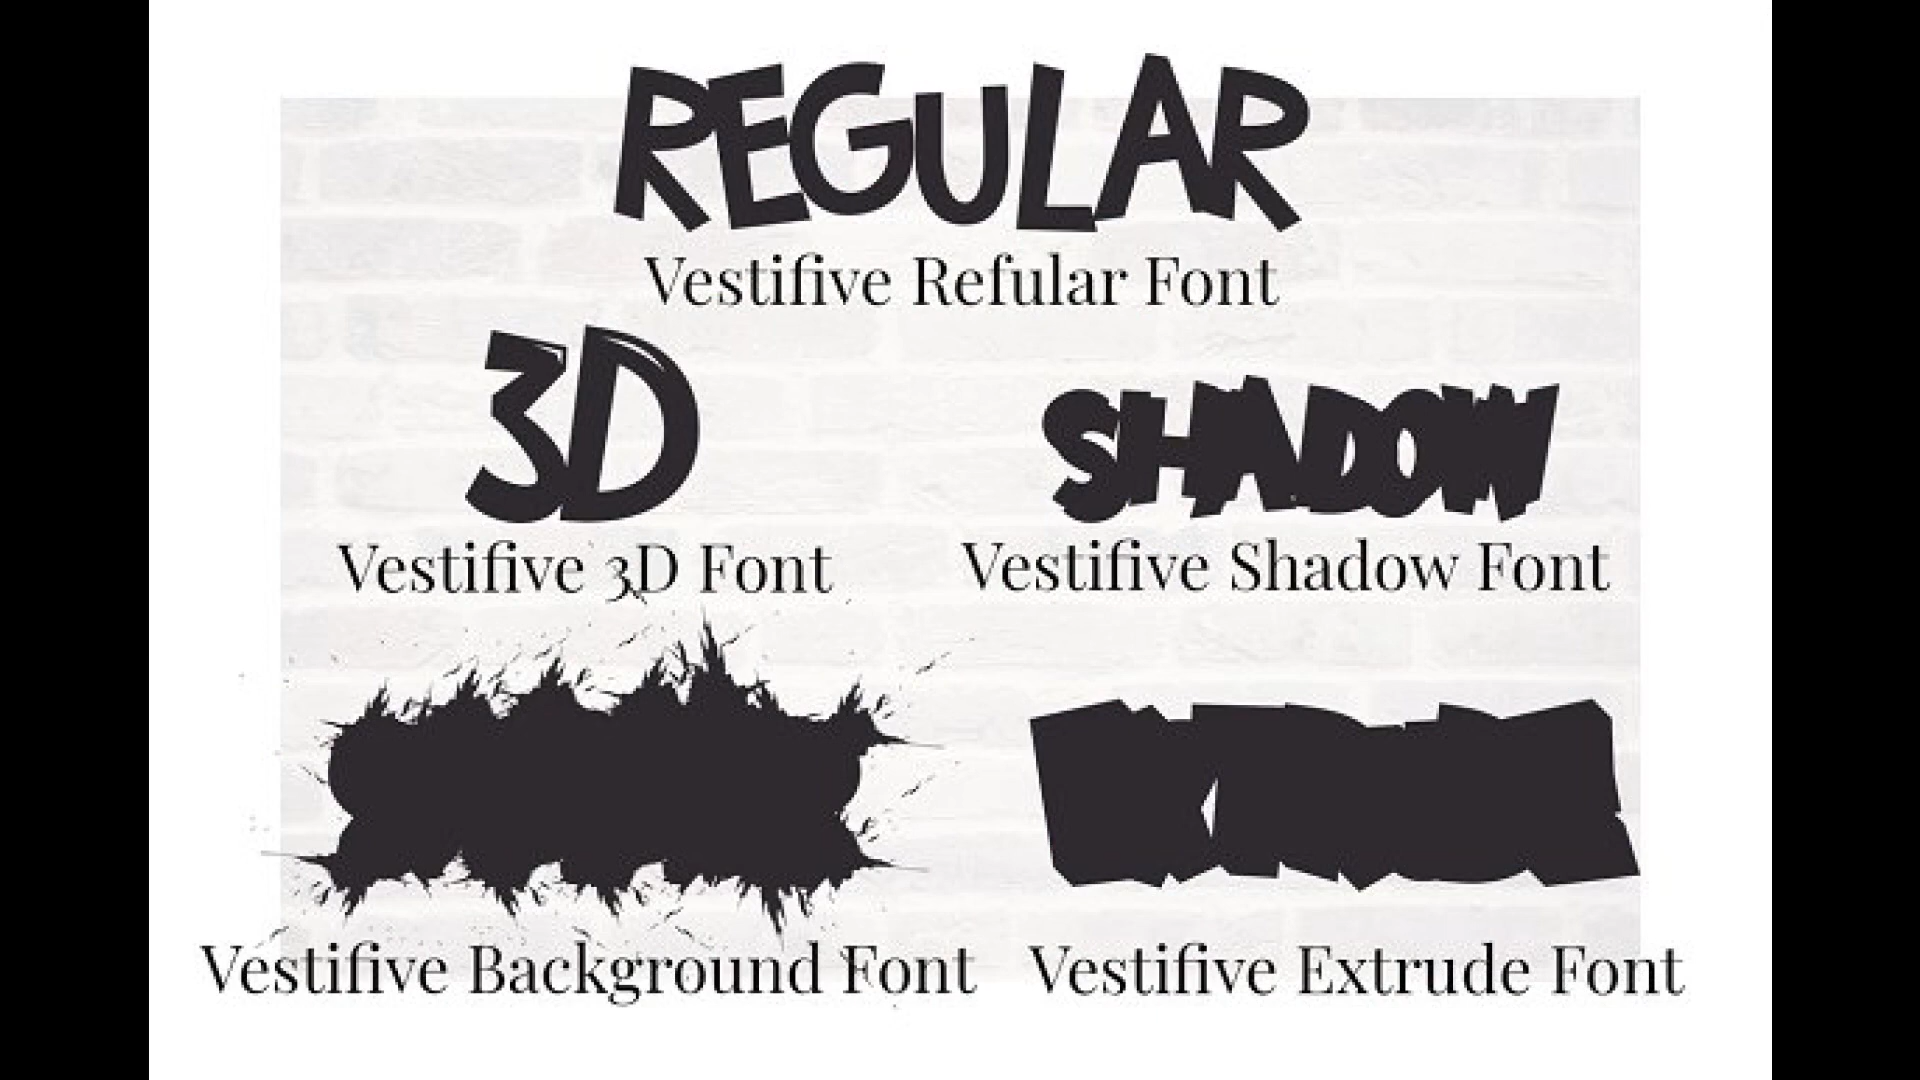 REGULAR
Vestifive Refular Font
3D
SHADOW
Vestifive 3D Font
Vestifive Shadow Font
Vestifive Background Font
Vestifive Extrude Font